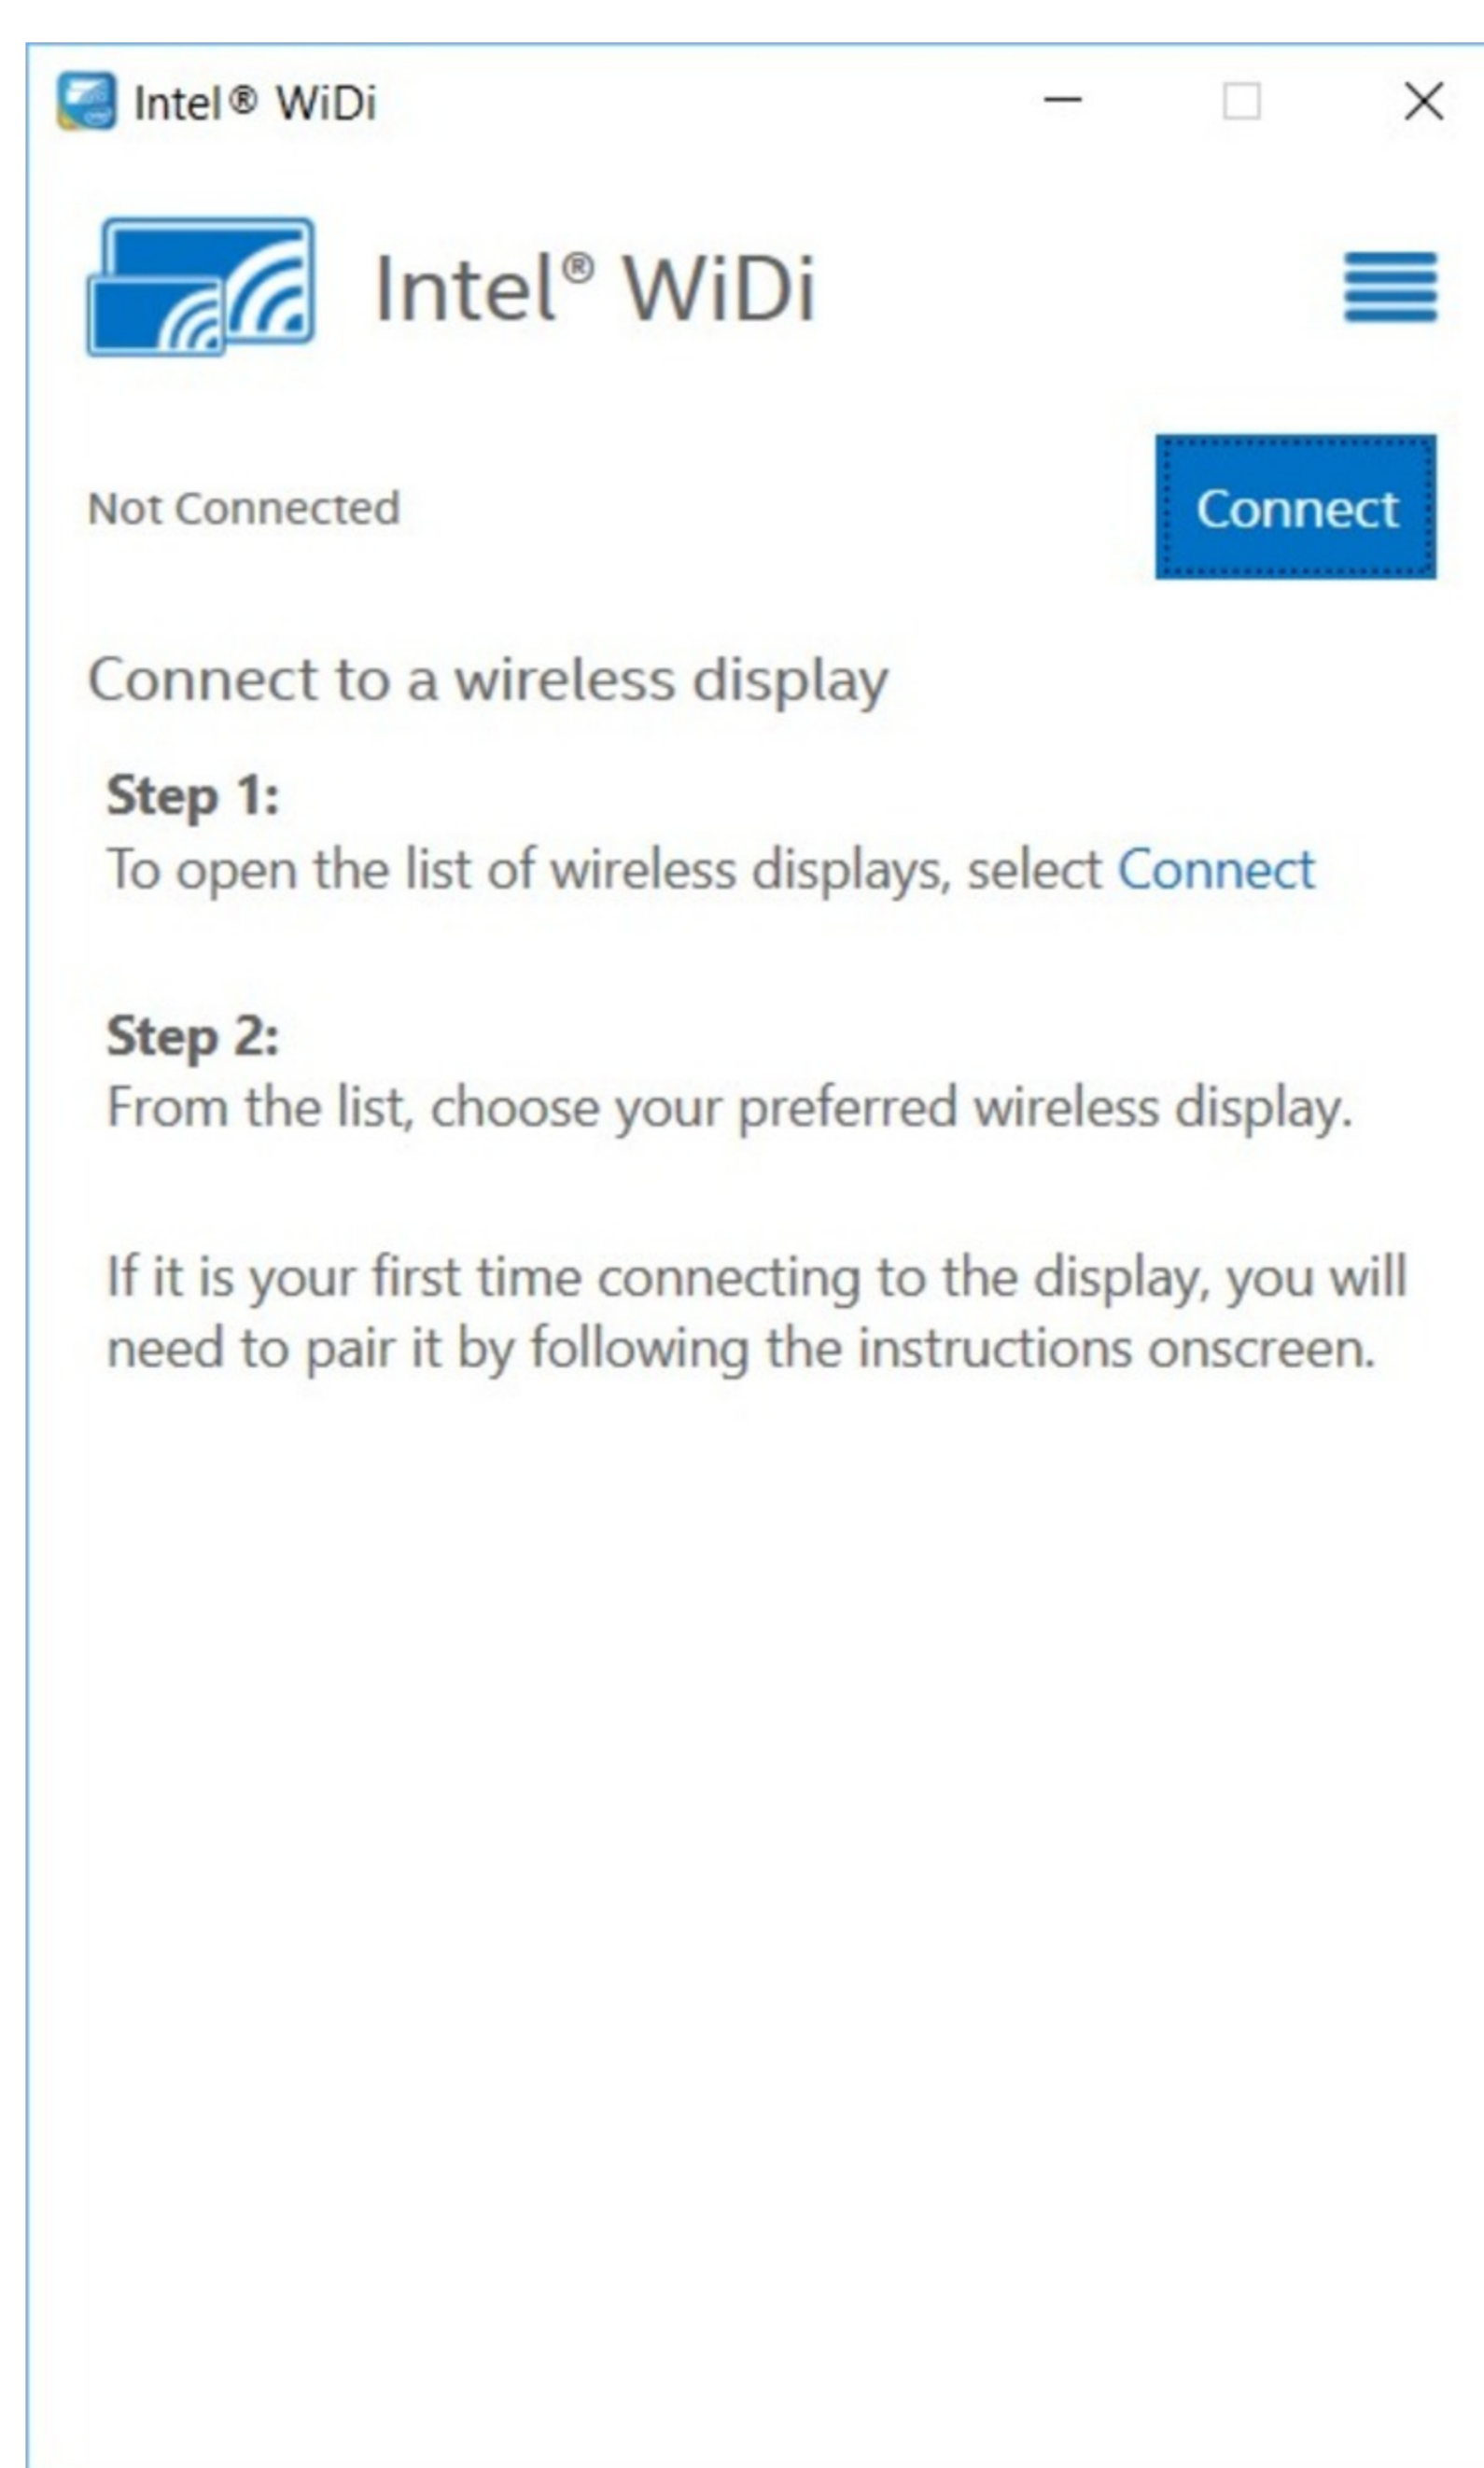 Intel® WiDi
Intel® WiDi
Not Connected
Connect
Connect to a wireless display
Step 1:
To open the list of wireless displays, select Connect
Step 2:
From the list, choose your preferred wireless display.
If it is your first time connecting to the display, you will
need to pair it by following the instructions onscreen.